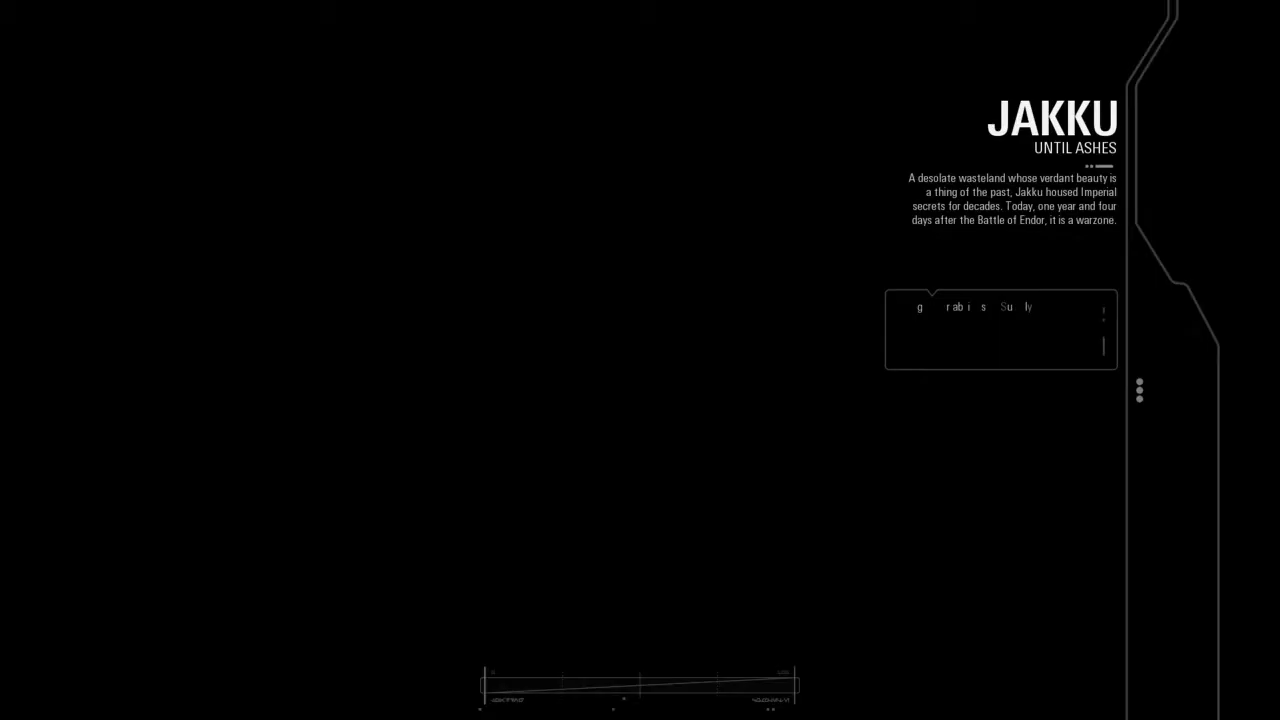 JAKKU
UNTIL ASHES
A desolate wasteland whose verdant beauty is
a thing of the past, Jakku housed Imperial
secrets for decades. Today, one year and four
days after the Battle of Endor, it is a warzone.